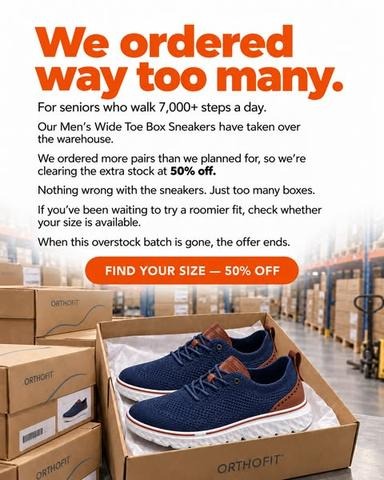 We ordered
way too many.
For seniors who walk 7,000+ steps a day.
Our Men's Wide Toe Box Sneakers have taken over
the warehouse.
We ordered more pairs than we planned for, so we're
clearing the extra stock at 50% off.
Nothing wrong with the sneakers. Just too many boxes.
If you've been waiting to try a roomier fit, check whether
your size is available.
When this overstock batch is gone, the offer ends.
FIND YOUR SIZE — 50% OFF
ORTHOFIT
ORTHOFIT
ORTHOFIT
ORTHOFIT